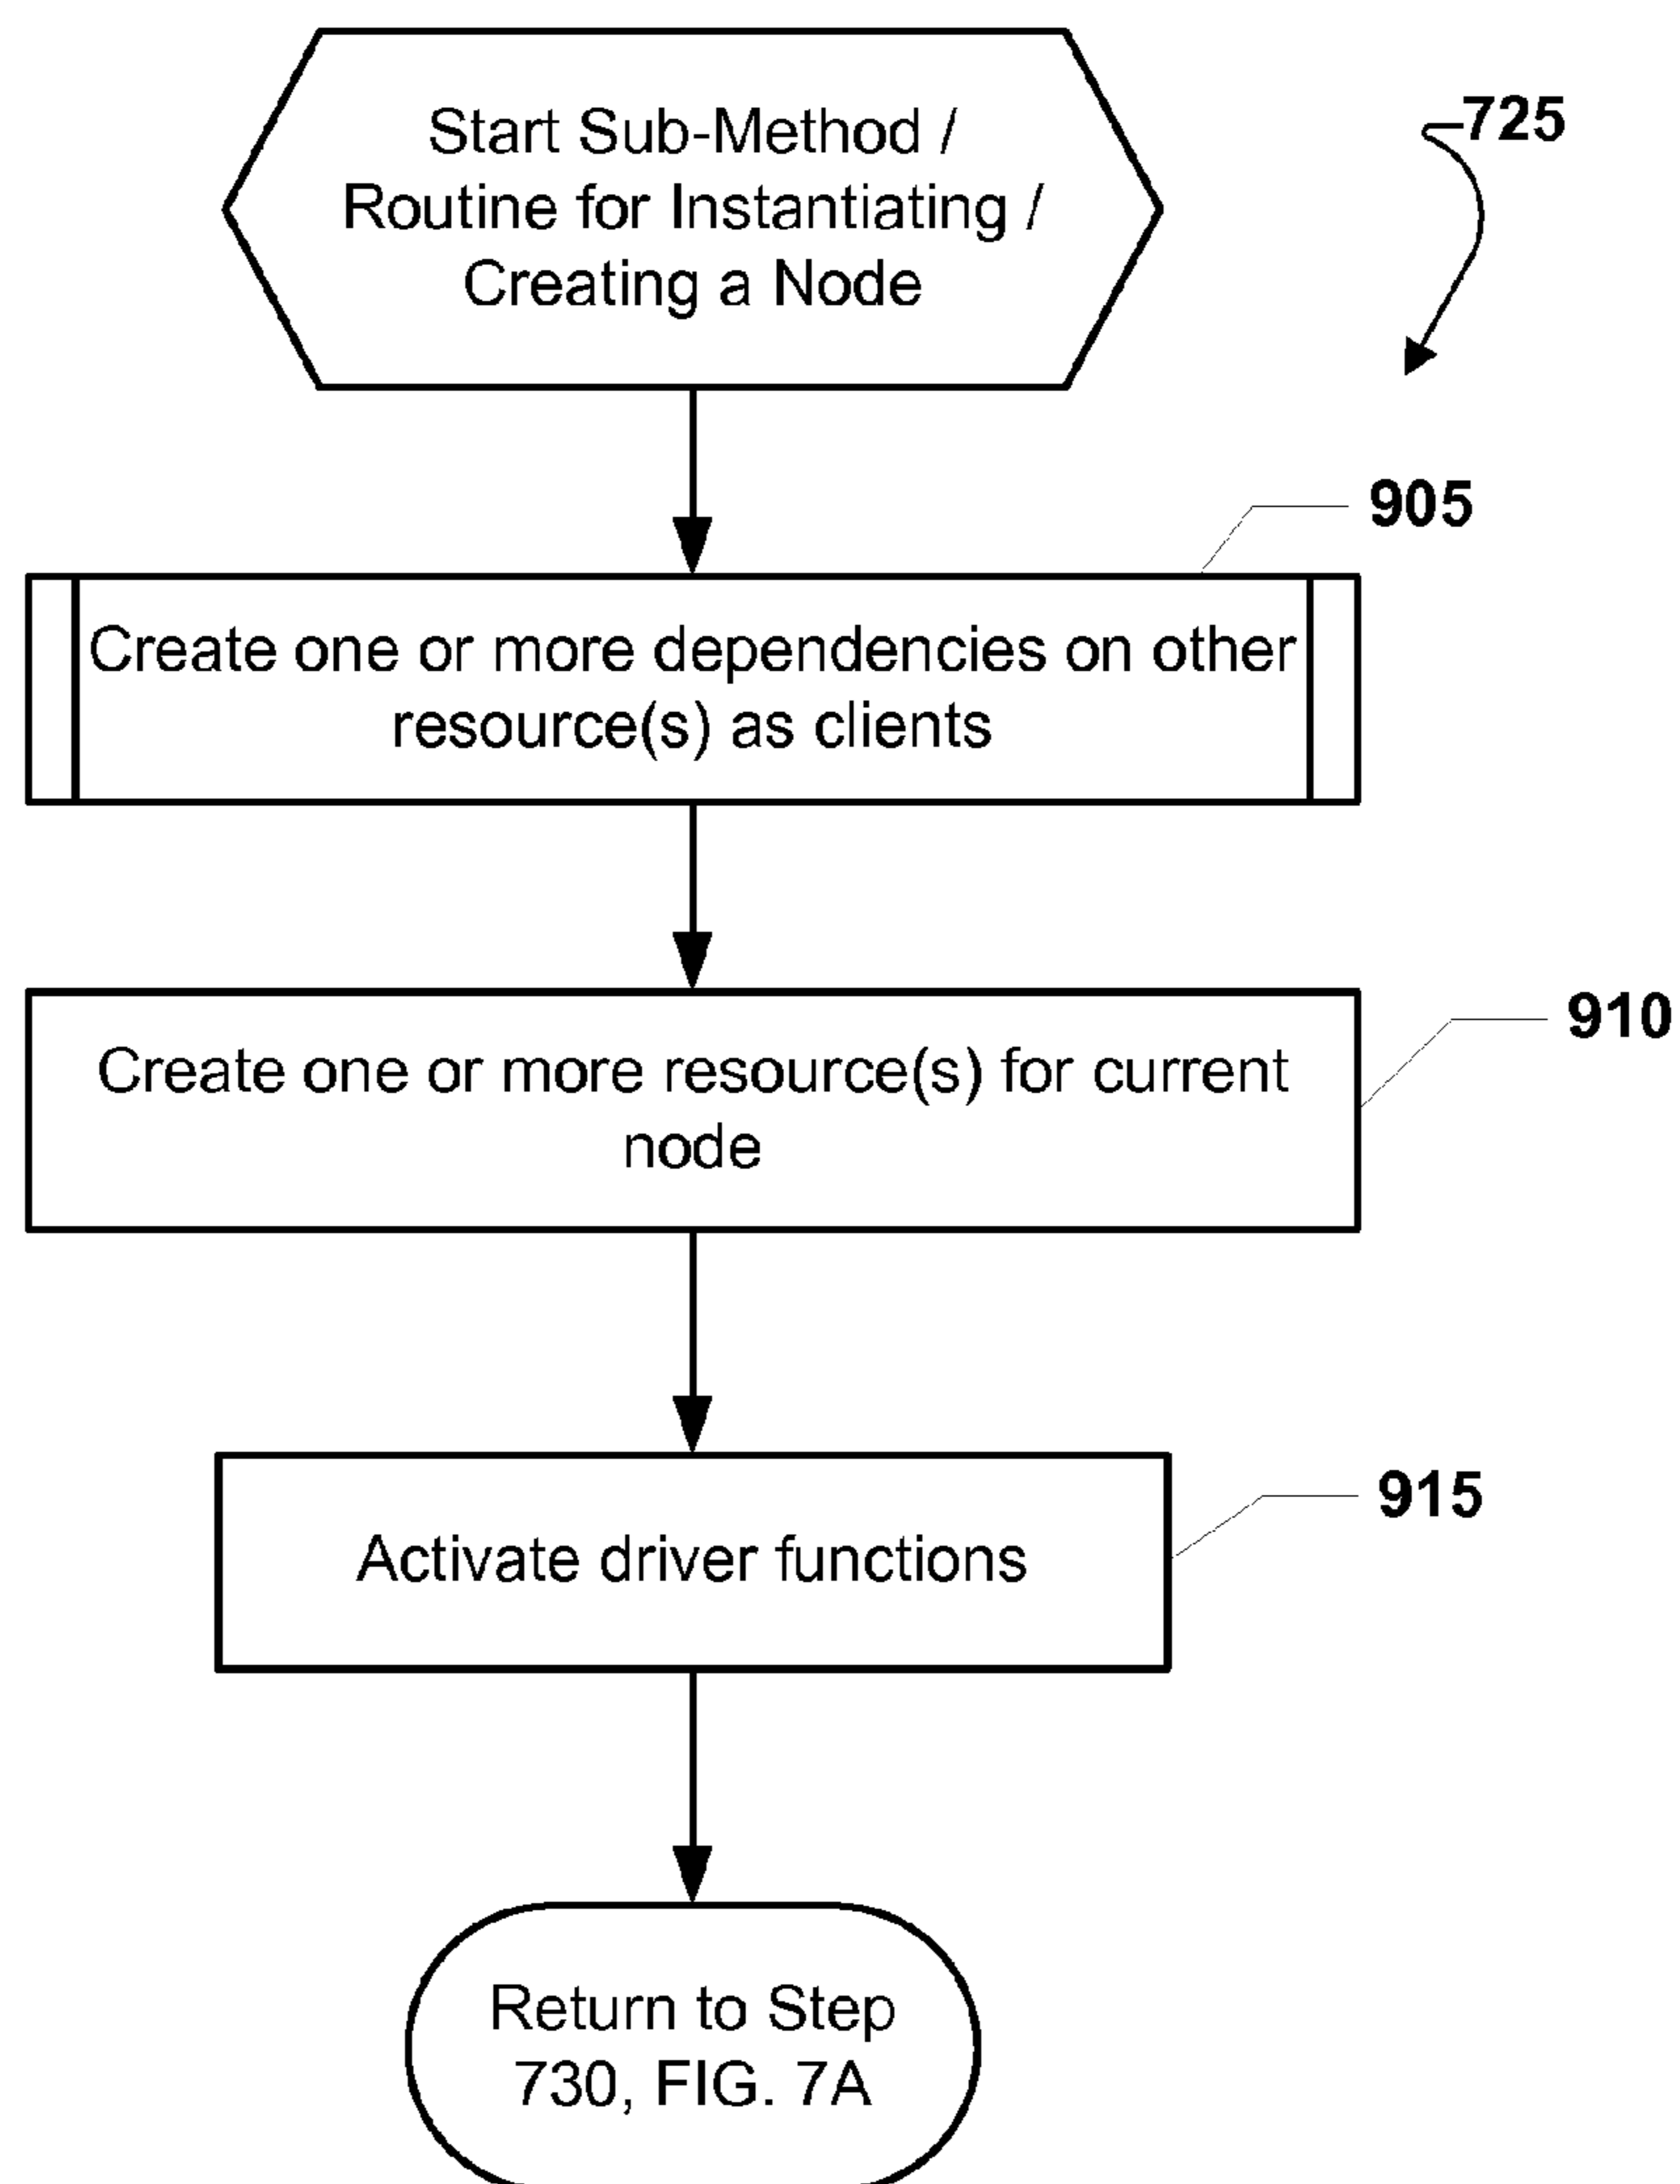 Start Sub-Method /
Routine for Instantiating /
Creating a Node
725
905
Create one or more dependencies on other
resource(s) as clients
910
Create one or more resource(s) for current
node
915
Activate driver functions
Return to Step
730, FIG. 7A